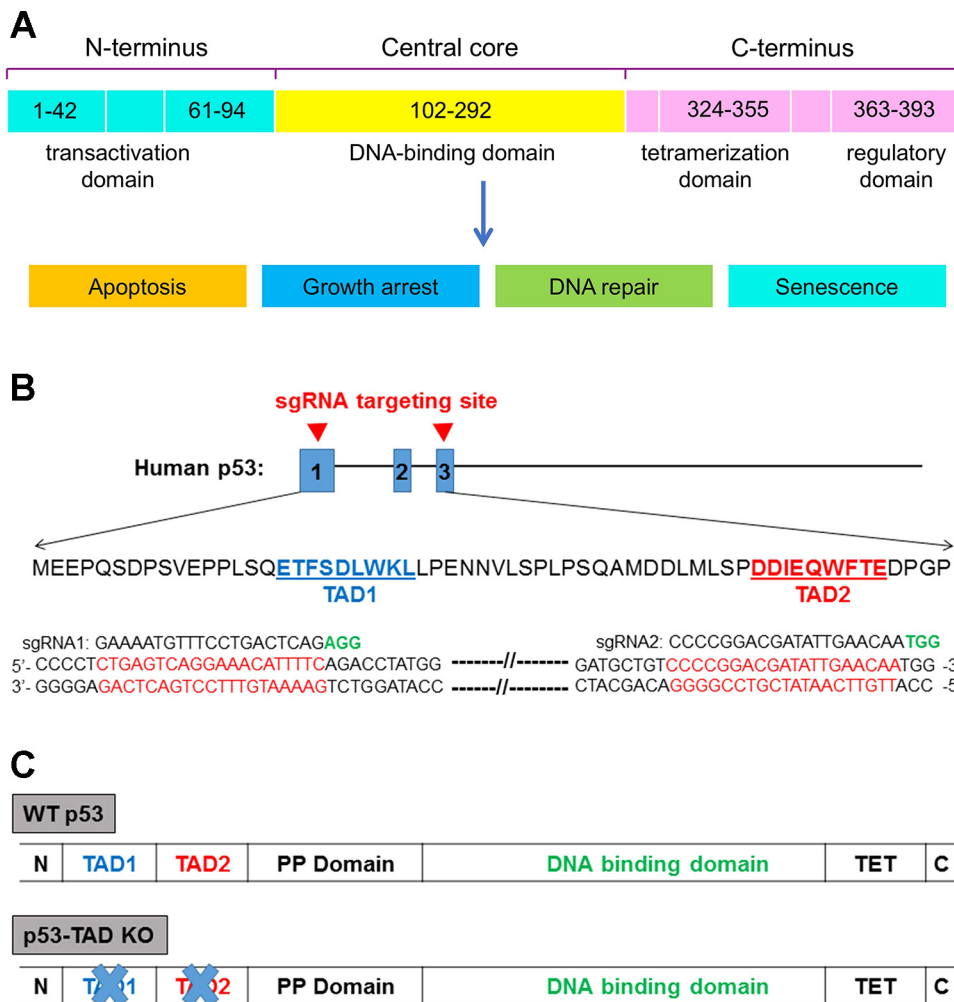 A
N-terminus Central core C-terminus
1-42 61-94 102-292 324-355 363-393
transactivation domain DNA-binding domain tetramerization domain regulatory domain
Apoptosis Growth arrest DNA repair Senescence
B
sgRNA targeting site
Human p53: 1 2 3
MEEPQSDPSVEPPLSQETFSDLWKLLPENNVLSPLPSQAMDDLMLSPDDIEQWFTEDPGP
TAD1 TAD2
sgRNA1: GAAAATGTTTCCTGACTCAGAGG sgRNA2: CCCCGGACGATATTGAACAATGG
5'- CCCCTCTGAGTCAGGAAACATTTTCAGACCTATGG -------//------- GATGCTGTCCCCGGACGATATTGAACAATGG -3
3'- GGGGAGACTCAGTCCTTTGTAAAAGTCTGGATACC -------//------- CTACGACAGGGGCCTGCTATAACTTGTTACC -5
C
WT p53
N TAD1 TAD2 PP Domain DNA binding domain TET C
p53-TAD KO
N TAD1 TAD2 PP Domain DNA binding domain TET C